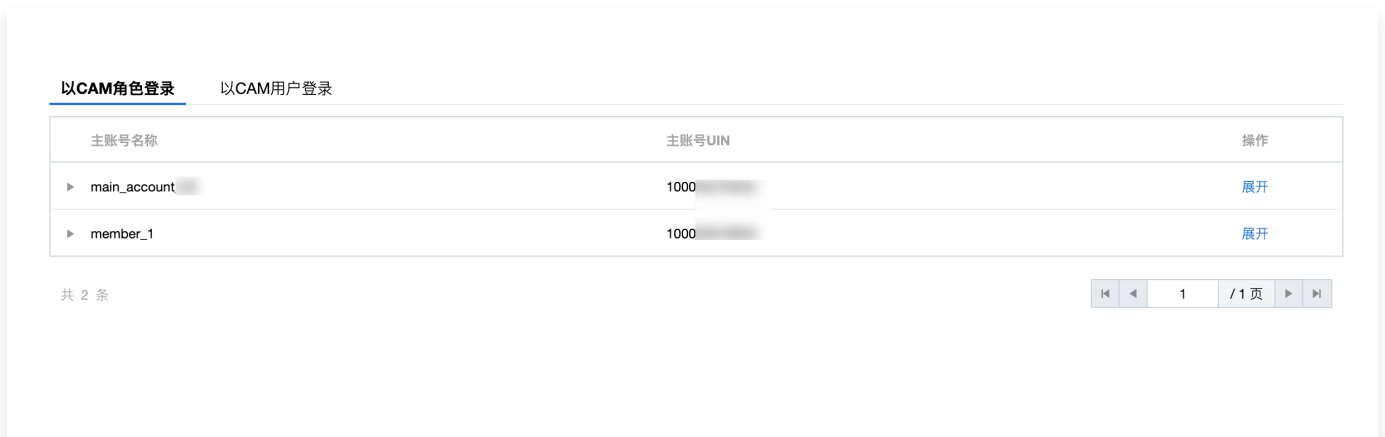 以CAM角色登录 以CAM用户登录
主账号名称 主账号UIN 操作
main_account 1000 展开
member_1 1000 展开
共 2 条 1 / 1 页